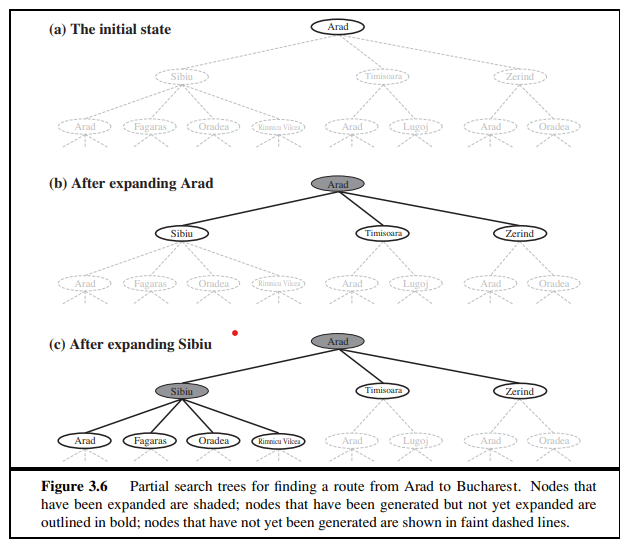 (a) The initial state
Arad
Sibiu Timisoara Zerind
Arad Fagaras Oradea Rimnicu Vilcea Arad Lugoj Arad Oradea
(b) After expanding Arad
Arad
Sibiu Timisoara Zerind
Arad Fagaras Oradea Rimnicu Vilcea Arad Lugoj Arad Oradea
(c) After expanding Sibiu
Arad
Sibiu Timisoara Zerind
Arad Fagaras Oradea Rimnicu Vilcea Arad Lugoj Arad Oradea
Figure 3.6 Partial search trees for finding a route from Arad to Bucharest. Nodes that
have been expanded are shaded; nodes that have been generated but not yet expanded are
outlined in bold; nodes that have not yet been generated are shown in faint dashed lines.